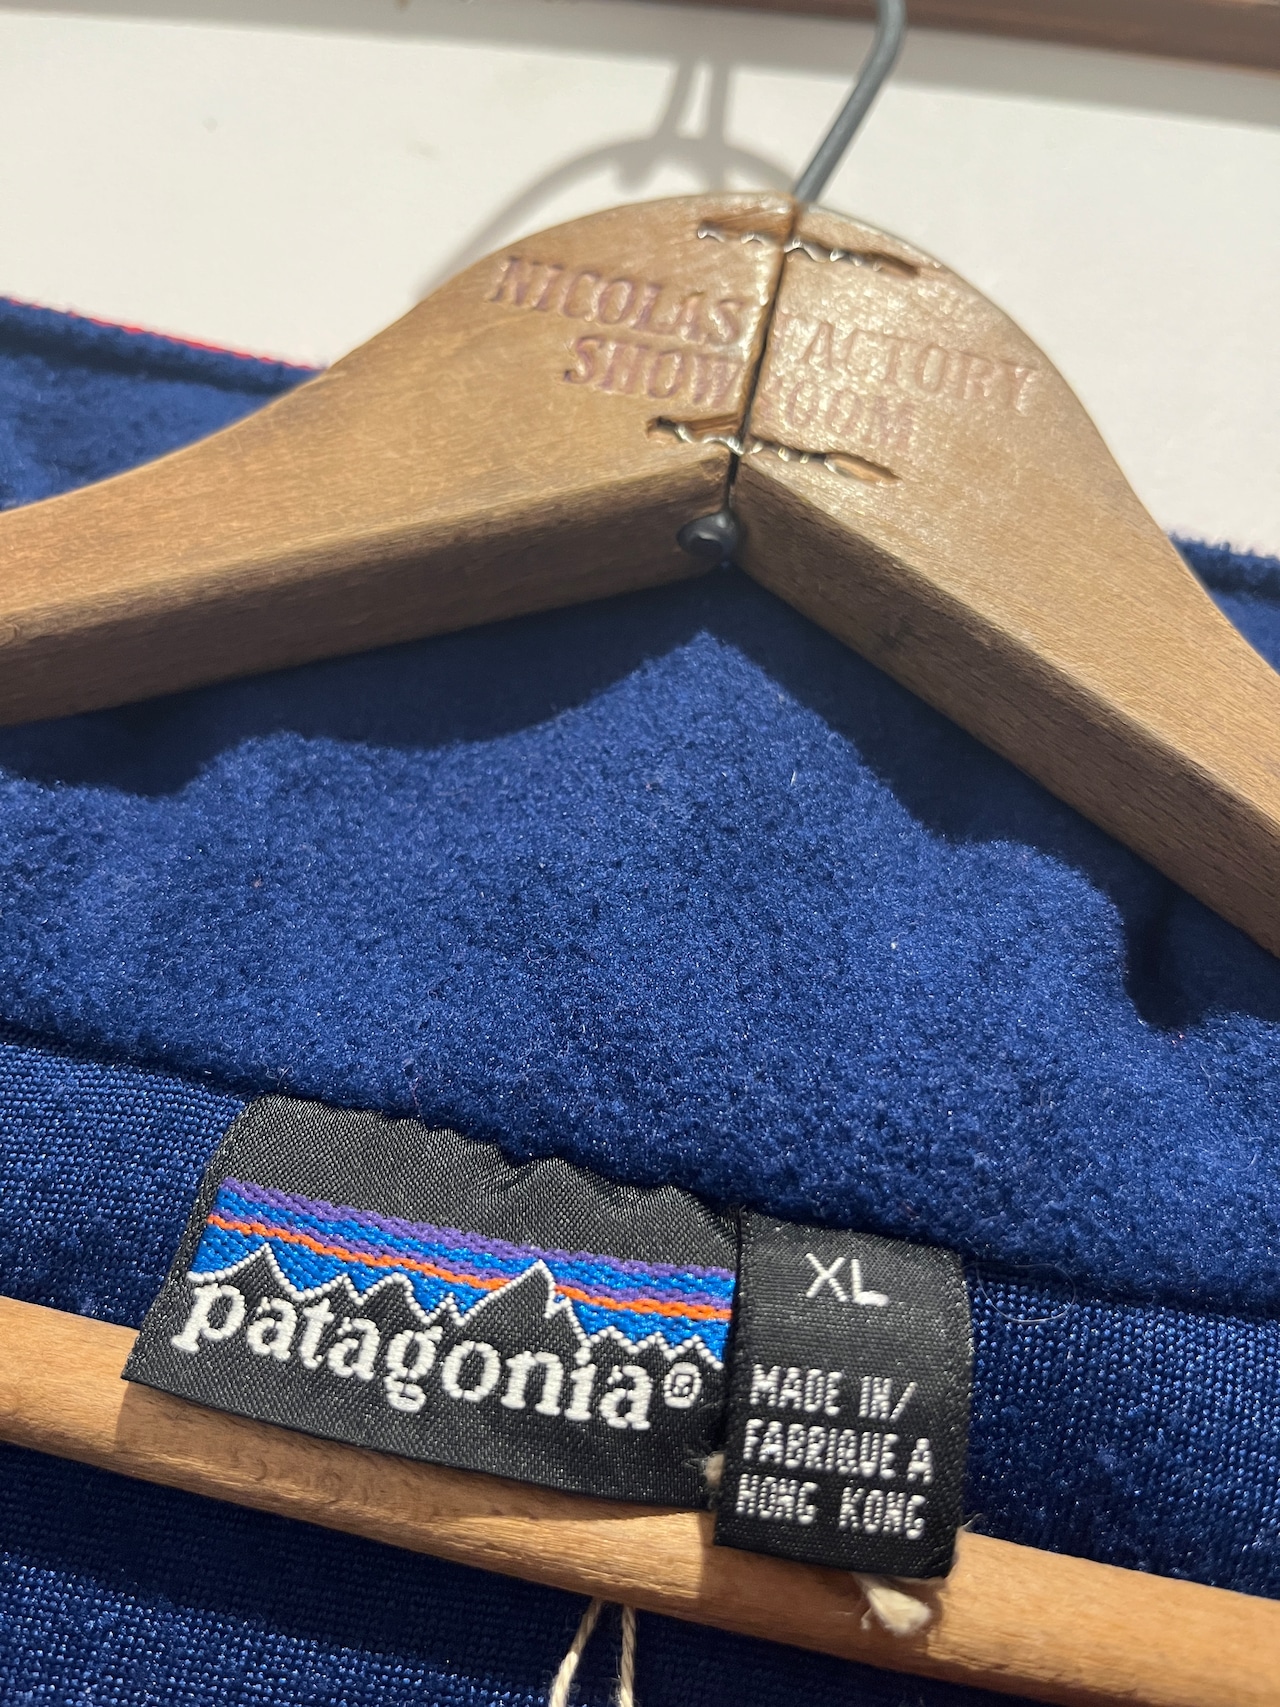 NICOLAS FACTORY
SHOWROOM
patagonia®
XL
MADE IN/
FABRIQUE A
HONG KONG